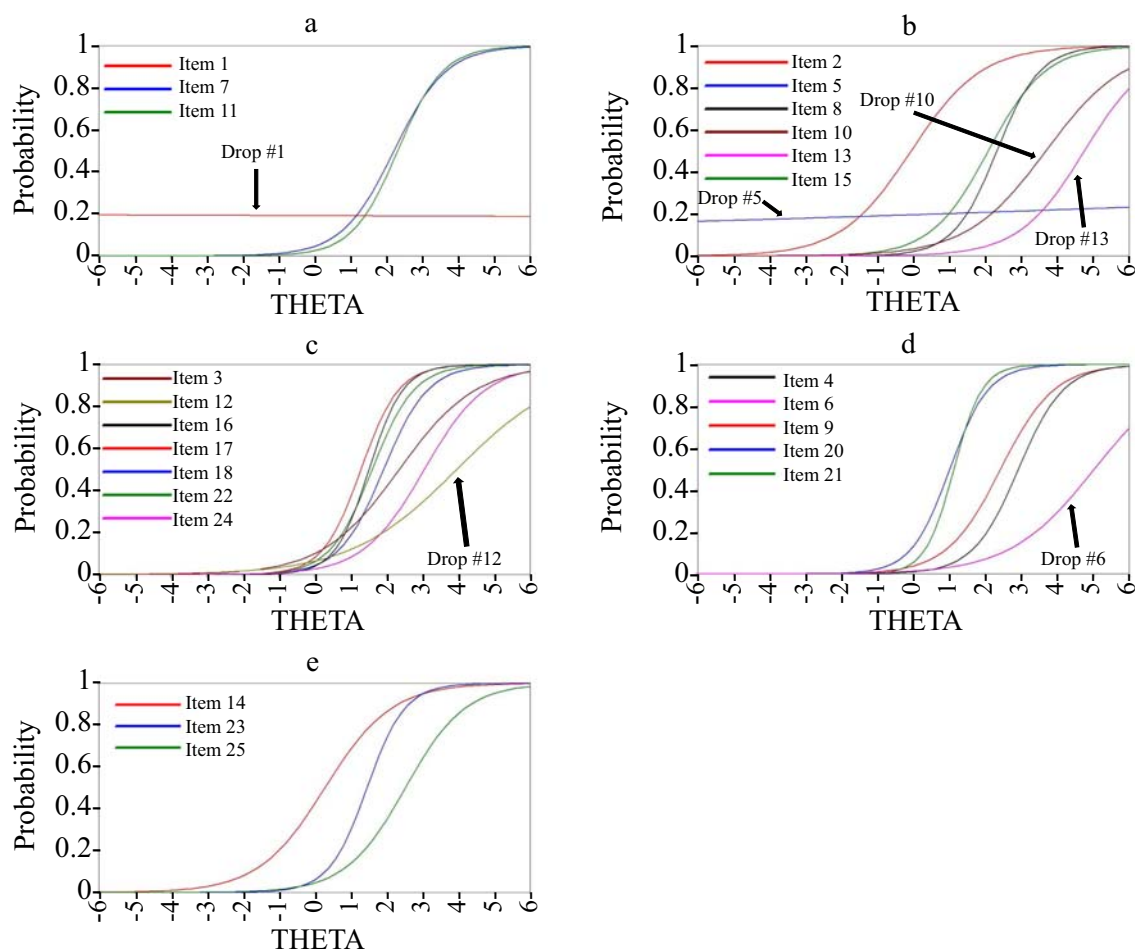 a
Probability
1
0.8
0.6
0.4
0.2
0
Item 1
Item 7
Item 11
Drop #1
-6 -5 -4 -3 -2 -1 0 1 2 3 4 5 6
THETA
b
Probability
1
0.8
0.6
0.4
0.2
0
Item 2
Item 5
Item 8
Item 10
Item 13
Item 15
Drop #10
Drop #5
Drop #13
-6 -5 -4 -3 -2 -1 0 1 2 3 4 5 6
THETA
c
Probability
1
0.8
0.6
0.4
0.2
0
Item 3
Item 12
Item 16
Item 17
Item 18
Item 22
Item 24
Drop #12
-6 -5 -4 -3 -2 -1 0 1 2 3 4 5 6
THETA
d
Probability
1
0.8
0.6
0.4
0.2
0
Item 4
Item 6
Item 9
Item 20
Item 21
Drop #6
-6 -5 -4 -3 -2 -1 0 1 2 3 4 5 6
THETA
e
Probability
1
0.8
0.6
0.4
0.2
0
Item 14
Item 23
Item 25
-6 -5 -4 -3 -2 -1 0 1 2 3 4 5 6
THETA